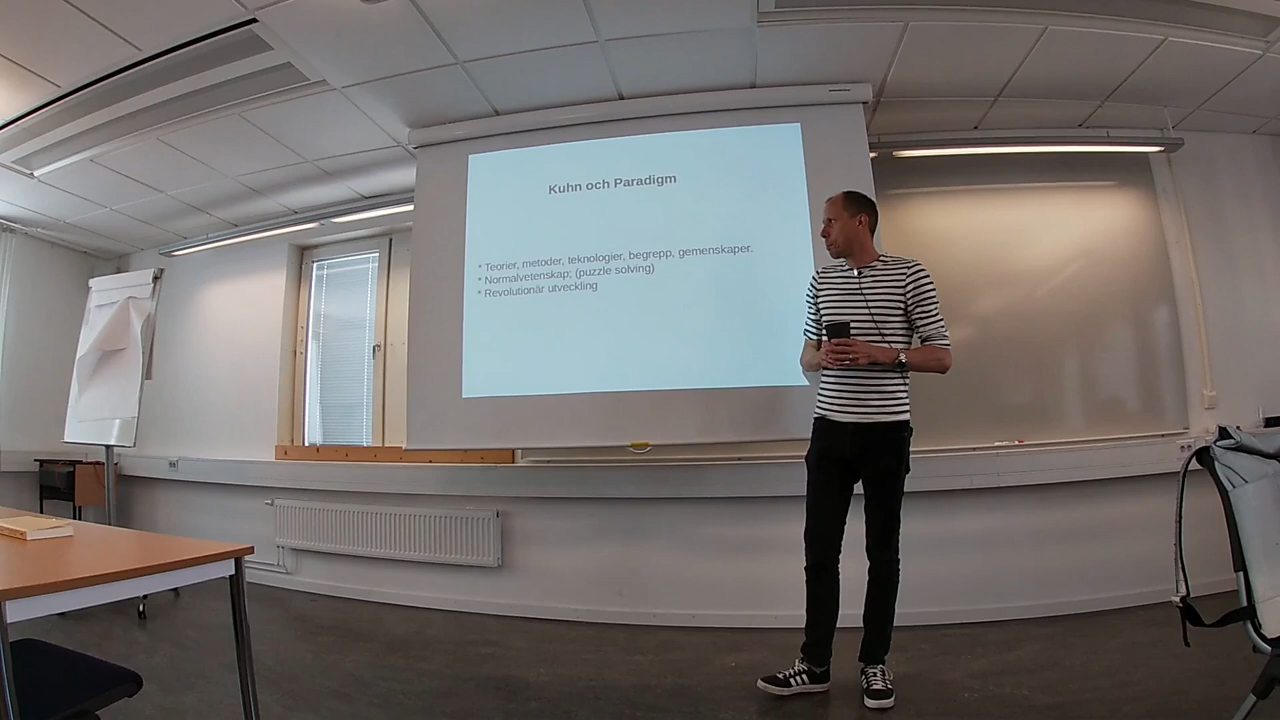 Kuhn och Paradigm
* Teorier, metoder, teknologier, begrepp, gemenskaper.
* Normalvetenskap; (puzzle solving)
* Revolutionär utveckling